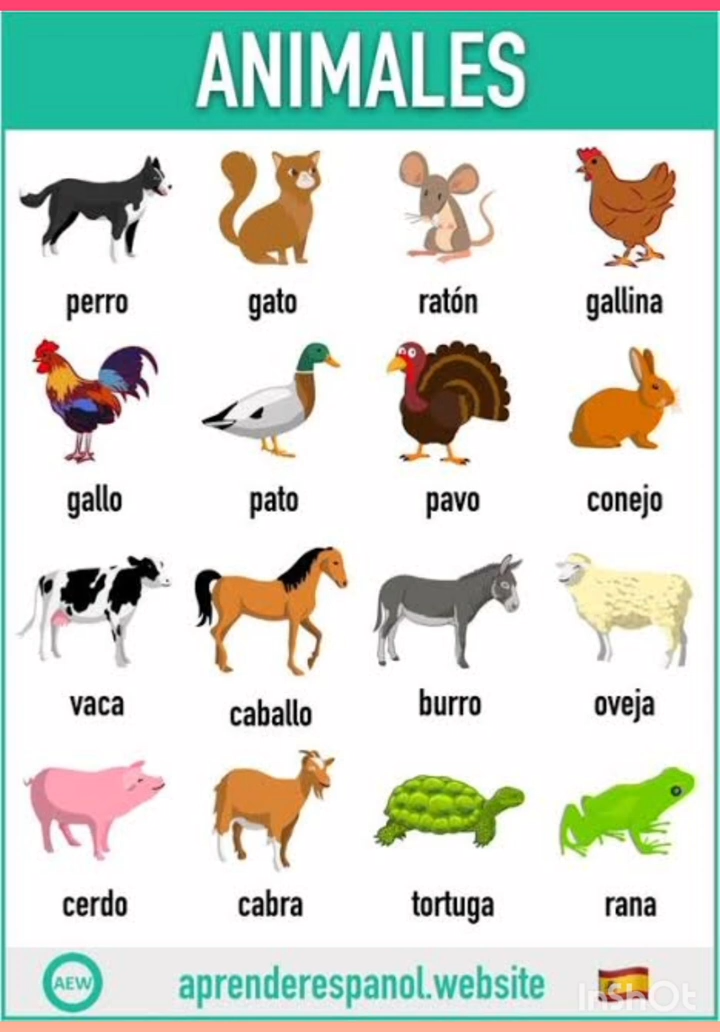 ANIMALES
perro gato ratón gallina
gallo pato pavo conejo
vaca caballo burro oveja
cerdo cabra tortuga rana
AEW aprenderespanol.website InShOt